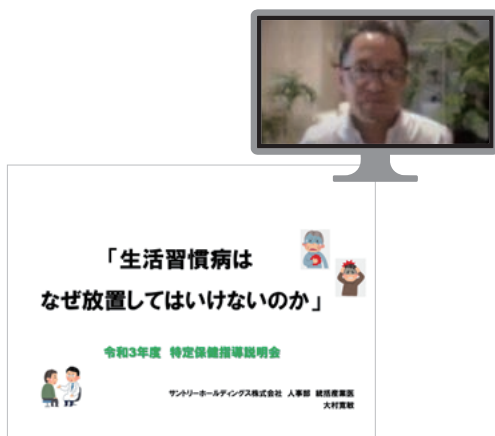 「生活習慣病は
なぜ放置してはいけないのか」
令和3年度 特定保健指導説明会
サントリーホールディングス株式会社 人事部 統括産業医
大村寛敏